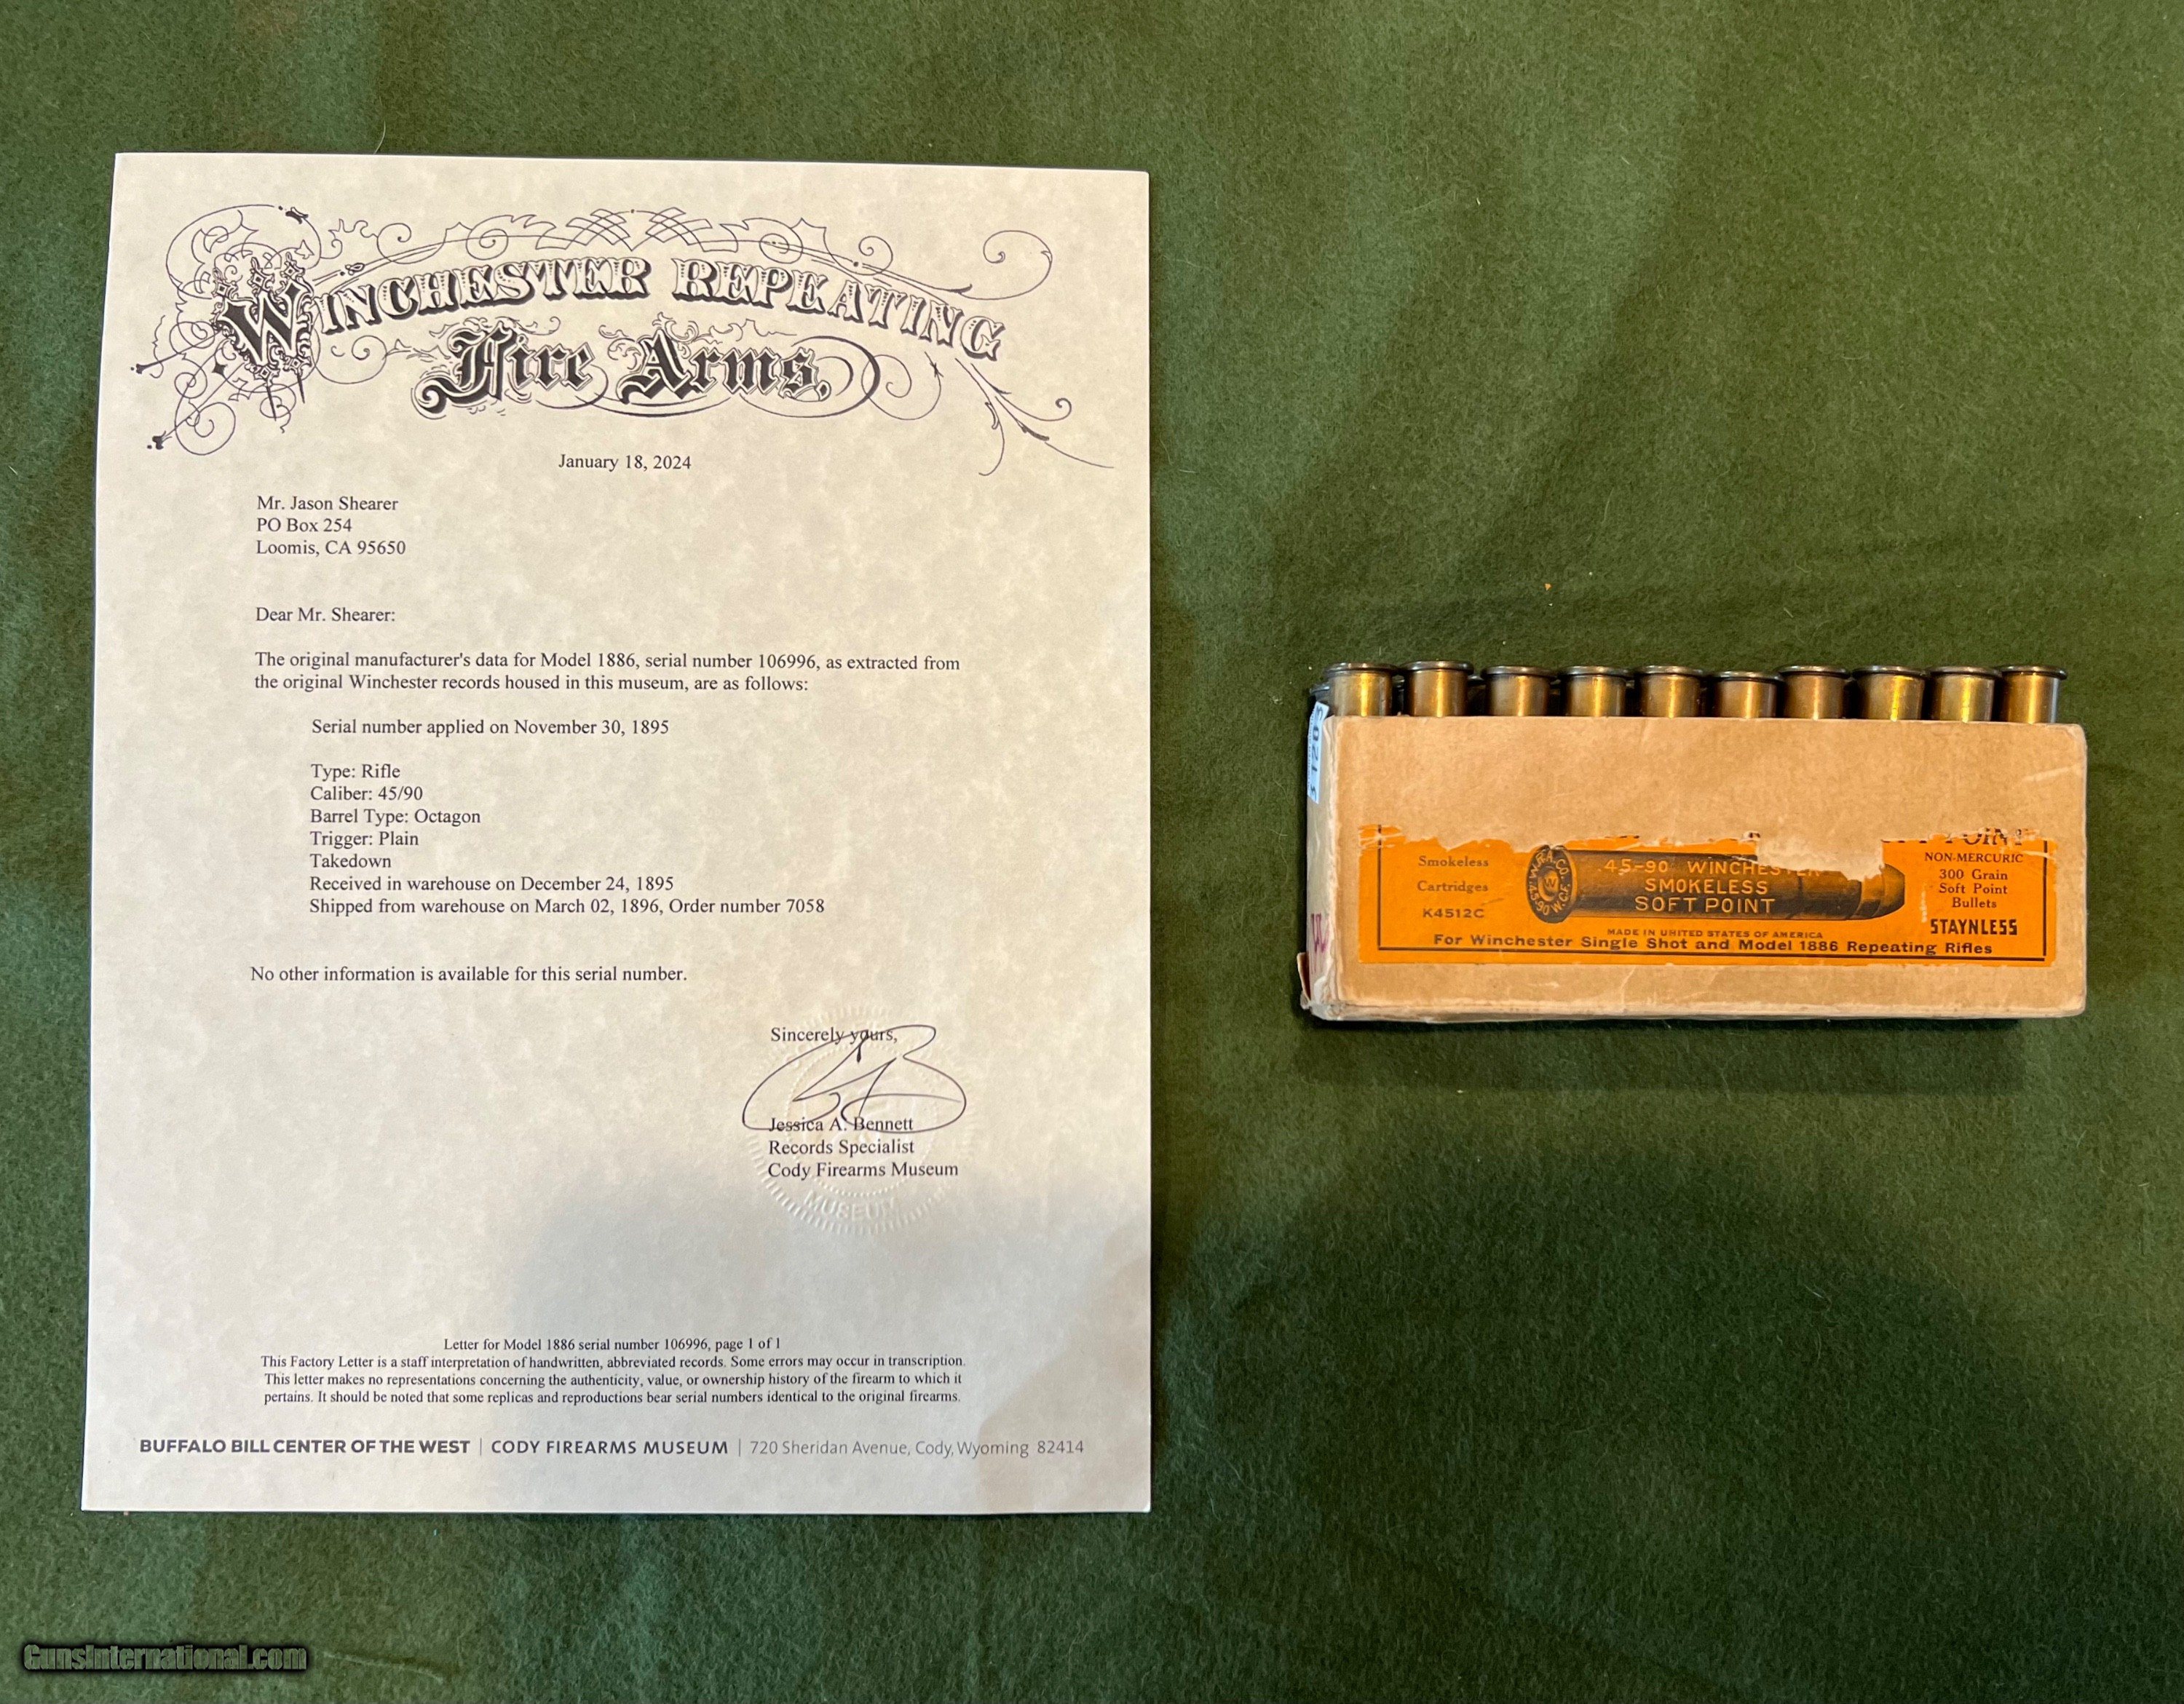 WINCHESTER REPEATING
Fire Arms,
January 18, 2024
Mr. Jason Shearer
PO Box 254
Loomis, CA 95650
Dear Mr. Shearer:
The original manufacturer's data for Model 1886, serial number 106996, as extracted from
the original Winchester records housed in this museum, are as follows:
Serial number applied on November 30, 1895
Type: Rifle
Caliber: 45/90
Barrel Type: Octagon
Trigger: Plain
Takedown
Received in warehouse on December 24, 1895
Shipped from warehouse on March 02, 1896, Order number 7058
No other information is available for this serial number.
Sincerely yours,
Jessica A. Bennett
Records Specialist
Cody Firearms Museum
MUSEUM
Letter for Model 1886 serial number 106996, page 1 of 1
This Factory Letter is a staff interpretation of handwritten, abbreviated records. Some errors may occur in transcription.
This letter makes no representations concerning the authenticity, value, or ownership history of the firearm to which it
pertains. It should be noted that some replicas and reproductions bear serial numbers identical to the original firearms.
BUFFALO BILL CENTER OF THE WEST | CODY FIREARMS MUSEUM | 720 Sheridan Avenue, Cody, Wyoming 82414
Smokeless
Cartridges
K4512C
W.R.A.CO.
W
.45-90 W.C.F.
.45-90 WINCHESTER
SMOKELESS
SOFT POINT
POINT
NON-MERCURIC
300 Grain
Soft Point
Bullets
STAYNLESS
MADE IN UNITED STATES OF AMERICA
For Winchester Single Shot and Model 1886 Repeating Rifles
GunsInternational.com